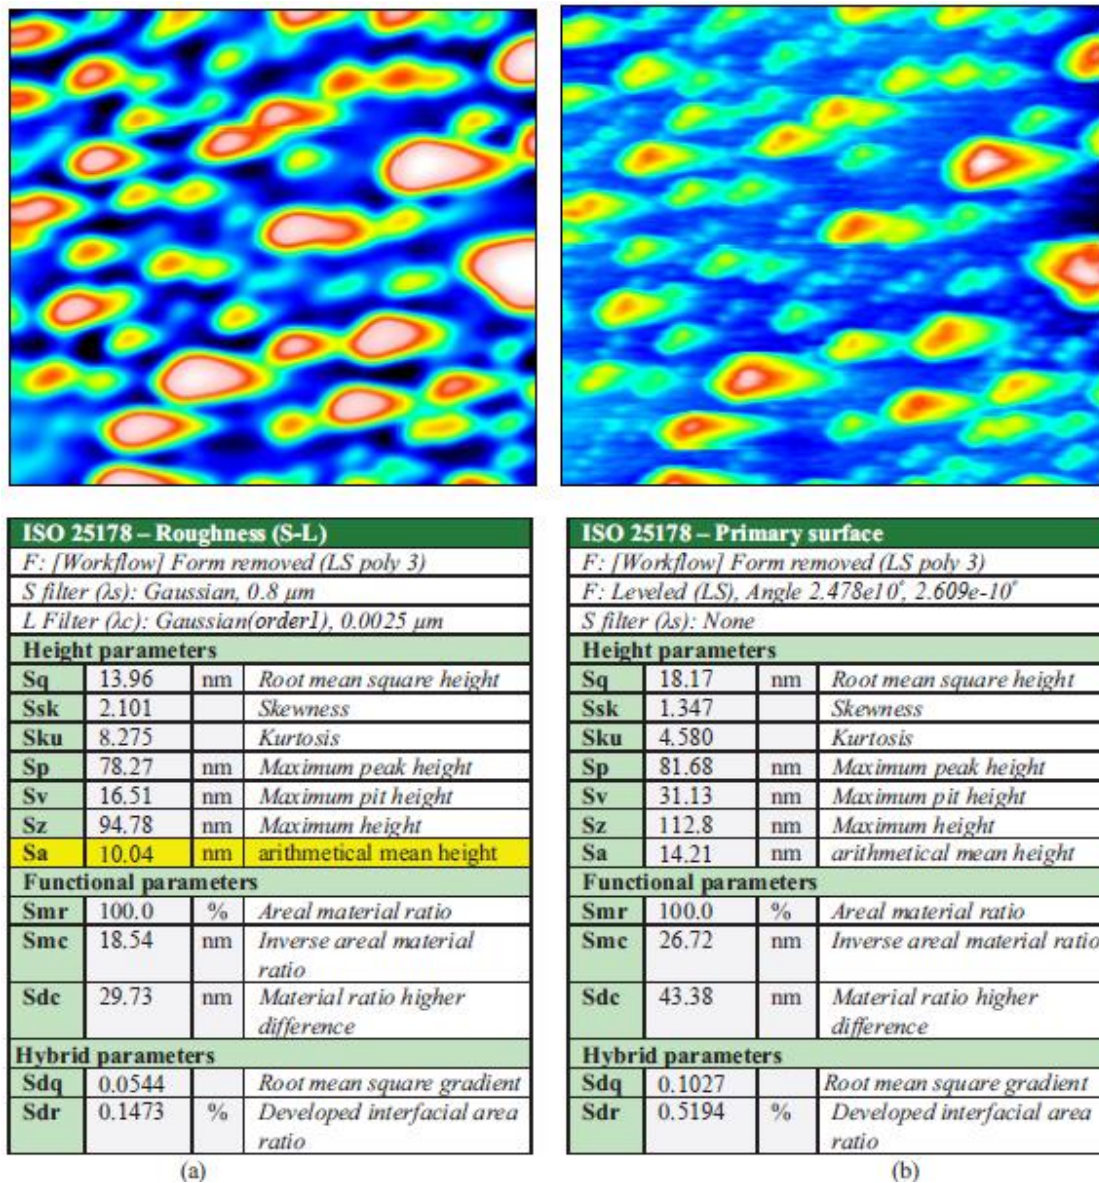 ISO 25178 – Roughness (S-L)
F: [Workflow] Form removed (LS poly 3)
S filter (λs): Gaussian, 0.8 μm
L Filter (λc): Gaussian(order1), 0.0025 μm
Height parameters
Sq 13.96 nm Root mean square height
Ssk 2.101 Skewness
Sku 8.275 Kurtosis
Sp 78.27 nm Maximum peak height
Sv 16.51 nm Maximum pit height
Sz 94.78 nm Maximum height
Sa 10.04 nm arithmetical mean height
Functional parameters
Smr 100.0 % Areal material ratio
Smc 18.54 nm Inverse areal material
ratio
Sdc 29.73 nm Material ratio higher
difference
Hybrid parameters
Sdq 0.0544 Root mean square gradient
Sdr 0.1473 % Developed interfacial area
ratio
(a)
ISO 25178 – Primary surface
F: [Workflow] Form removed (LS poly 3)
F: Leveled (LS), Angle 2.478e10°, 2.609e-10°
S filter (λs): None
Height parameters
Sq 18.17 nm Root mean square height
Ssk 1.347 Skewness
Sku 4.580 Kurtosis
Sp 81.68 nm Maximum peak height
Sv 31.13 nm Maximum pit height
Sz 112.8 nm Maximum height
Sa 14.21 nm arithmetical mean height
Functional parameters
Smr 100.0 % Areal material ratio
Smc 26.72 nm Inverse areal material ratio
Sdc 43.38 nm Material ratio higher
difference
Hybrid parameters
Sdq 0.1027 Root mean square gradient
Sdr 0.5194 % Developed interfacial area
ratio
(b)